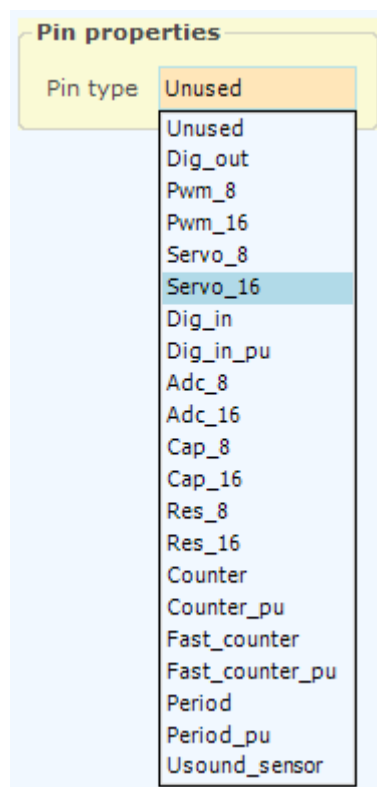 Pin properties
Pin type Unused
Unused
Dig_out
Pwm_8
Pwm_16
Servo_8
Servo_16
Dig_in
Dig_in_pu
Adc_8
Adc_16
Cap_8
Cap_16
Res_8
Res_16
Counter
Counter_pu
Fast_counter
Fast_counter_pu
Period
Period_pu
Usound_sensor